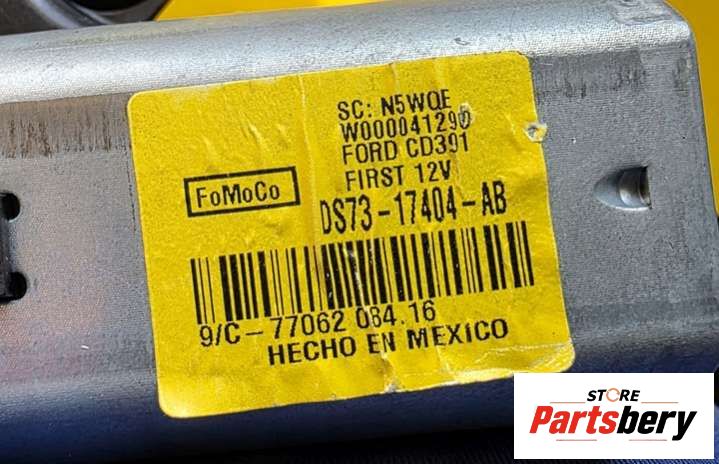 SC: N5WQE
W000041290
FORD CD391
FIRST 12V
FoMoCo
DS73-17404-AB
9/C-77062 084.16
HECHO EN MEXICO
STORE
Partsbery